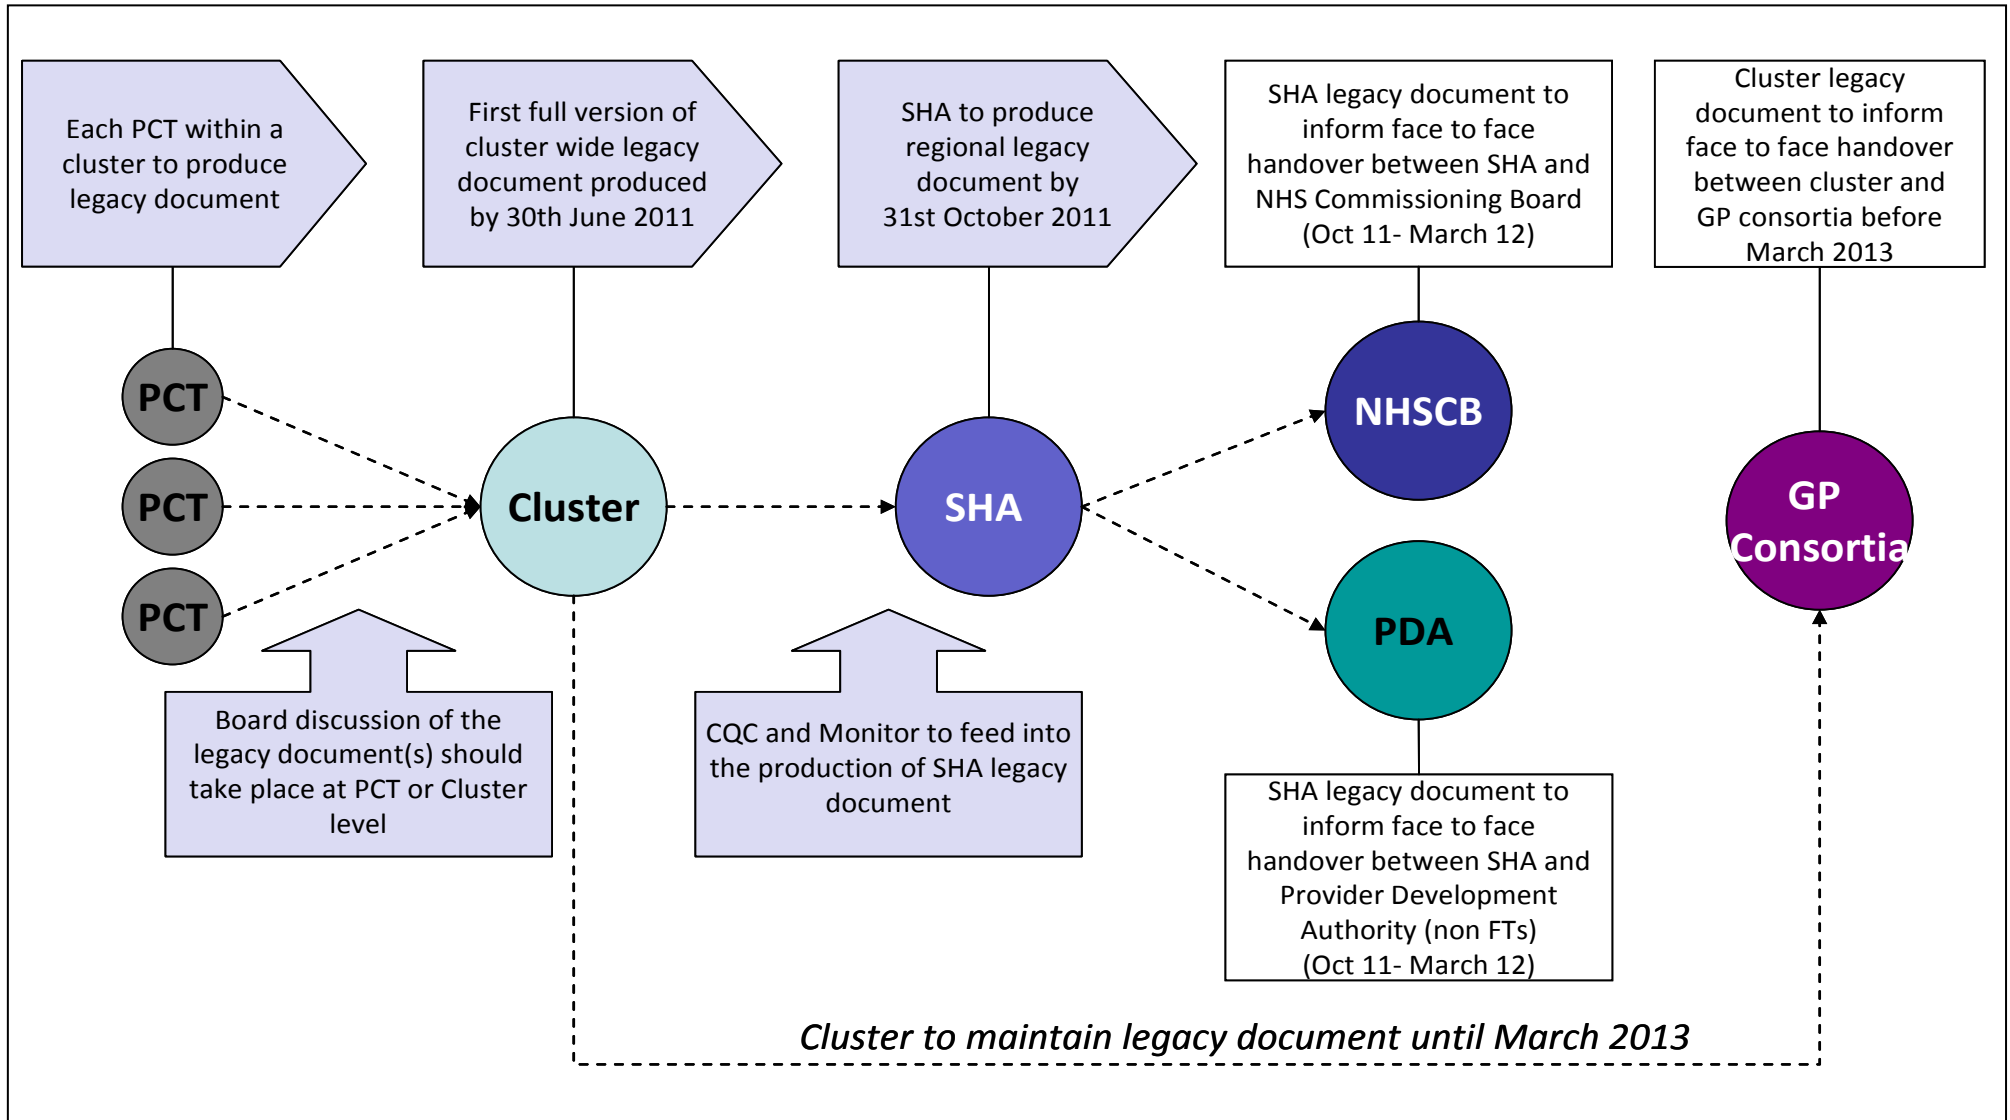 Each PCT within a
cluster to produce
legacy document
First full version of
cluster wide legacy
document produced
by 30th June 2011
SHA to produce
regional legacy
document by
31st October 2011
SHA legacy document to
inform face to face
handover between SHA and
NHS Commissioning Board
(Oct 11- March 12)
Cluster legacy
document to inform
face to face handover
between cluster and
GP consortia before
March 2013
PCT
PCT
PCT
Cluster
SHA
NHSCB
PDA
GP
Consortia
Board discussion of the
legacy document(s) should
take place at PCT or Cluster
level
CQC and Monitor to feed into
the production of SHA legacy
document
SHA legacy document to
inform face to face
handover between SHA and
Provider Development
Authority (non FTs)
(Oct 11- March 12)
Cluster to maintain legacy document until March 2013